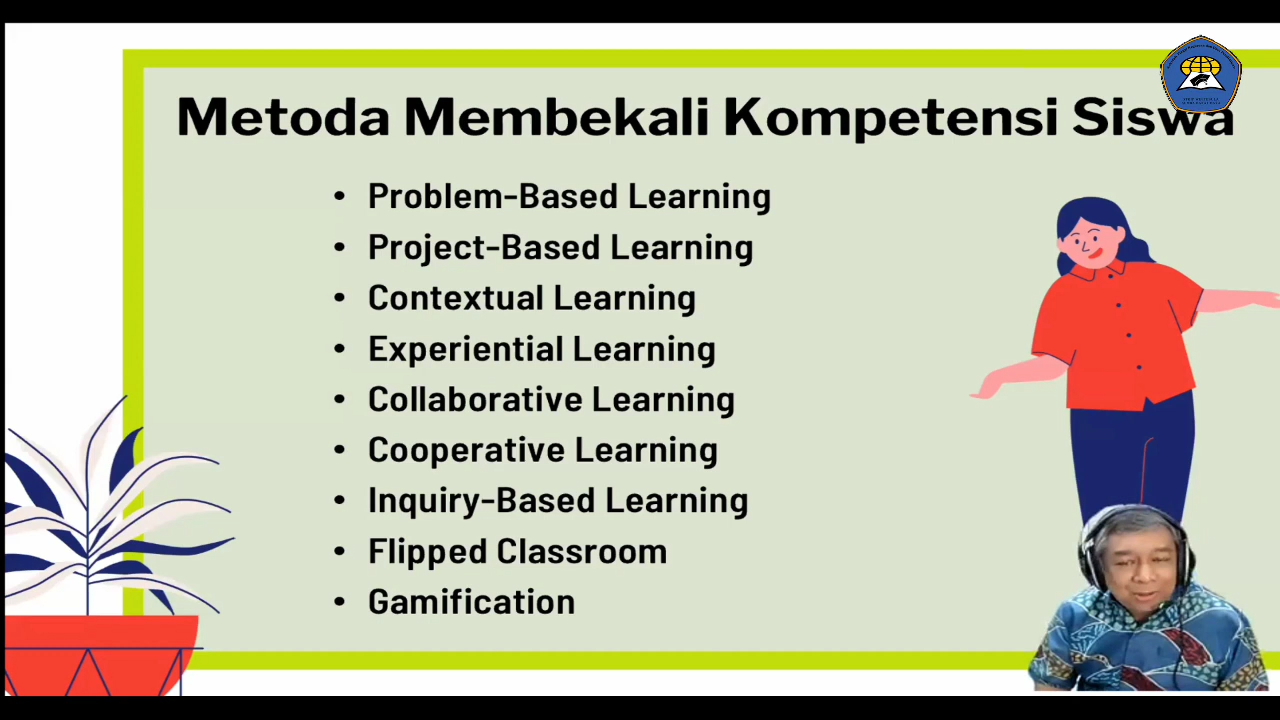 Metoda Membekali Kompetensi Siswa
• Problem-Based Learning
• Project-Based Learning
• Contextual Learning
• Experiential Learning
• Collaborative Learning
• Cooperative Learning
• Inquiry-Based Learning
• Flipped Classroom
• Gamification